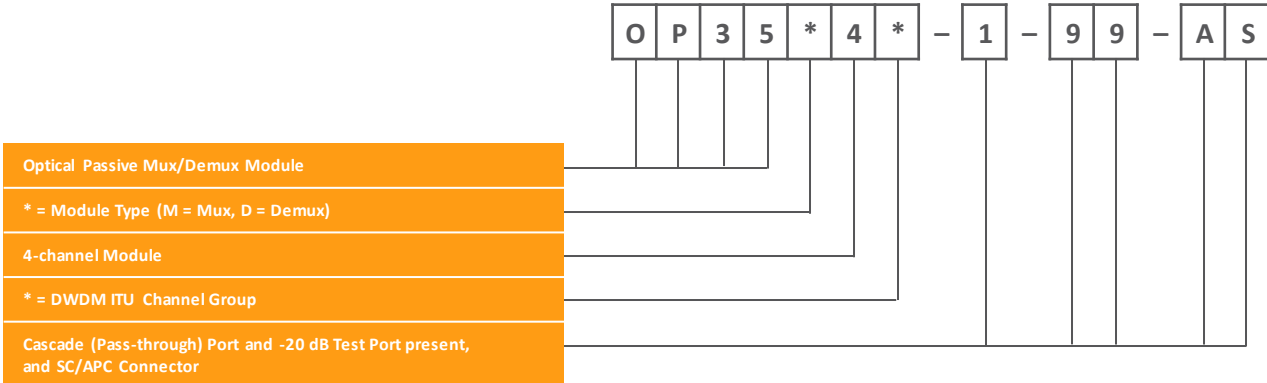 O P 3 5 * 4 * – 1 – 9 9 – A S
Optical Passive Mux/Demux Module
* = Module Type (M = Mux, D = Demux)
4-channel Module
* = DWDM ITU Channel Group
Cascade (Pass-through) Port and -20 dB Test Port present,
and SC/APC Connector